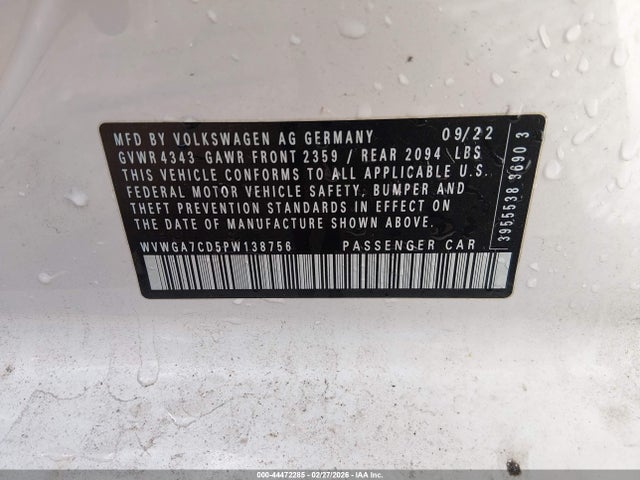 MFD BY VOLKSWAGEN AG GERMANY 09/22
GVWR 4343 GAWR FRONT 2359 / REAR 2094 LBS
THIS VEHICLE CONFORMS TO ALL APPLICABLE U.S.
FEDERAL MOTOR VEHICLE SAFETY, BUMPER AND
THEFT PREVENTION STANDARDS IN EFFECT ON
THE DATE OF MANUFACTURE SHOWN ABOVE.
WVWGA7CD5PW138756 PASSENGER CAR
3955538 36903 3
000-44472285 - 02/27/2026 - IAA Inc.